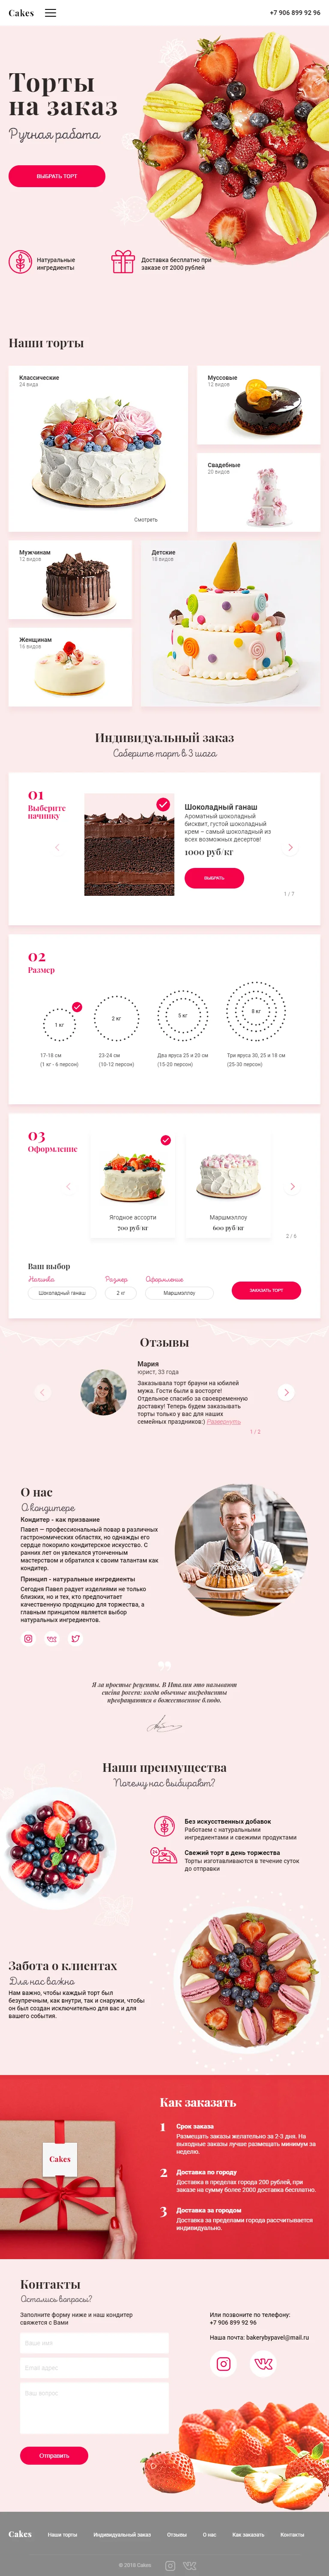 Cakes
+7 906 899 92 96
Торты
на заказ
Ручная работа
ВЫБРАТЬ ТОРТ
Натуральные
ингредиенты
Доставка бесплатно при
заказе от 2000 рублей
Наши торты
Классические
24 вида
Смотреть
Муссовые
12 видов
Свадебные
20 видов
Мужчинам
12 видов
Женщинам
16 видов
Детские
18 видов
Индивидуальный заказ
Соберите торт в 3 шага
01
Выберите
начинку
Шоколадный ганаш
Ароматный шоколадный
бисквит, густой шоколадный
крем – самый шоколадный из
всех возможных десертов!
1000 руб/кг
ВЫБРАТЬ
1 / 7
02
Размер
1 кг
2 кг
5 кг
8 кг
17-18 см
(1 кг - 6 персон)
23-24 см
(10-12 персон)
Два яруса 25 и 20 см
(15-20 персон)
Три яруса 30, 25 и 18 см
(25-30 персон)
03
Оформление
Ягодное ассорти
700 руб/кг
Маршмэллоу
600 руб/кг
2 / 6
Ваш выбор
Начинка
Размер
Оформление
Шоколадный ганаш
2 кг
Маршмэллоу
ЗАКАЗАТЬ ТОРТ
Отзывы
Мария
юрист, 33 года
Заказывала торт брауни на юбилей
мужа. Гости были в восторге!
Отдельное спасибо за своевременную
доставку! Теперь будем заказывать
торты только у вас для наших
семейных праздников:) Развернуть
1 / 2
О нас
О кондитере
Кондитер - как призвание
Павел — профессиональный повар в различных
гастрономических областях, но однажды его
сердце покорило кондитерское искусство. С
ранних лет он увлекался утонченным
мастерством и обратился к своим талантам как
кондитер.
Принцип - натуральные ингредиенты
Сегодня Павел радует изделиями не только
близких, но и тех, кто предпочитает
качественную продукцию для торжества, а
главным принципом является выбор
натуральных ингредиентов.
Я за простые рецепты. В Италии это называют
cucina povera: когда обычные ингредиенты
превращаются в божественное блюдо.
Наши преимущества
Почему нас выбирают?
Без искусственных добавок
Работаем с натуральными
ингредиентами и свежими продуктами
Свежий торт в день торжества
Торты изготавливаются в течение суток
до отправки
Забота о клиентах
Для нас важно
Нам важно, чтобы каждый торт был
безупречным, как внутри, так и снаружи, чтобы
он был создан исключительно для вас и для
вашего события.
Cakes
Как заказать
1
Срок заказа
Размещать заказы желательно за 2-3 дня. На
выходные заказы лучше размещать минимум за
неделю.
2
Доставка по городу
Доставка в пределах города 200 рублей, при
заказе на сумму более 2000 доставка бесплатно.
3
Доставка за городом
Доставка за пределами города рассчитывается
индивидуально.
Контакты
Остались вопросы?
Заполните форму ниже и наш кондитер
свяжется с Вами
Ваше имя
Email адрес
Ваш вопрос
Отправить
Или позвоните по телефону:
+7 906 899 92 96
Наша почта: bakerybypavel@mail.ru
Cakes
Наши торты
Индивидуальный заказ
Отзывы
О нас
Как заказать
Контакты
© 2018 Cakes